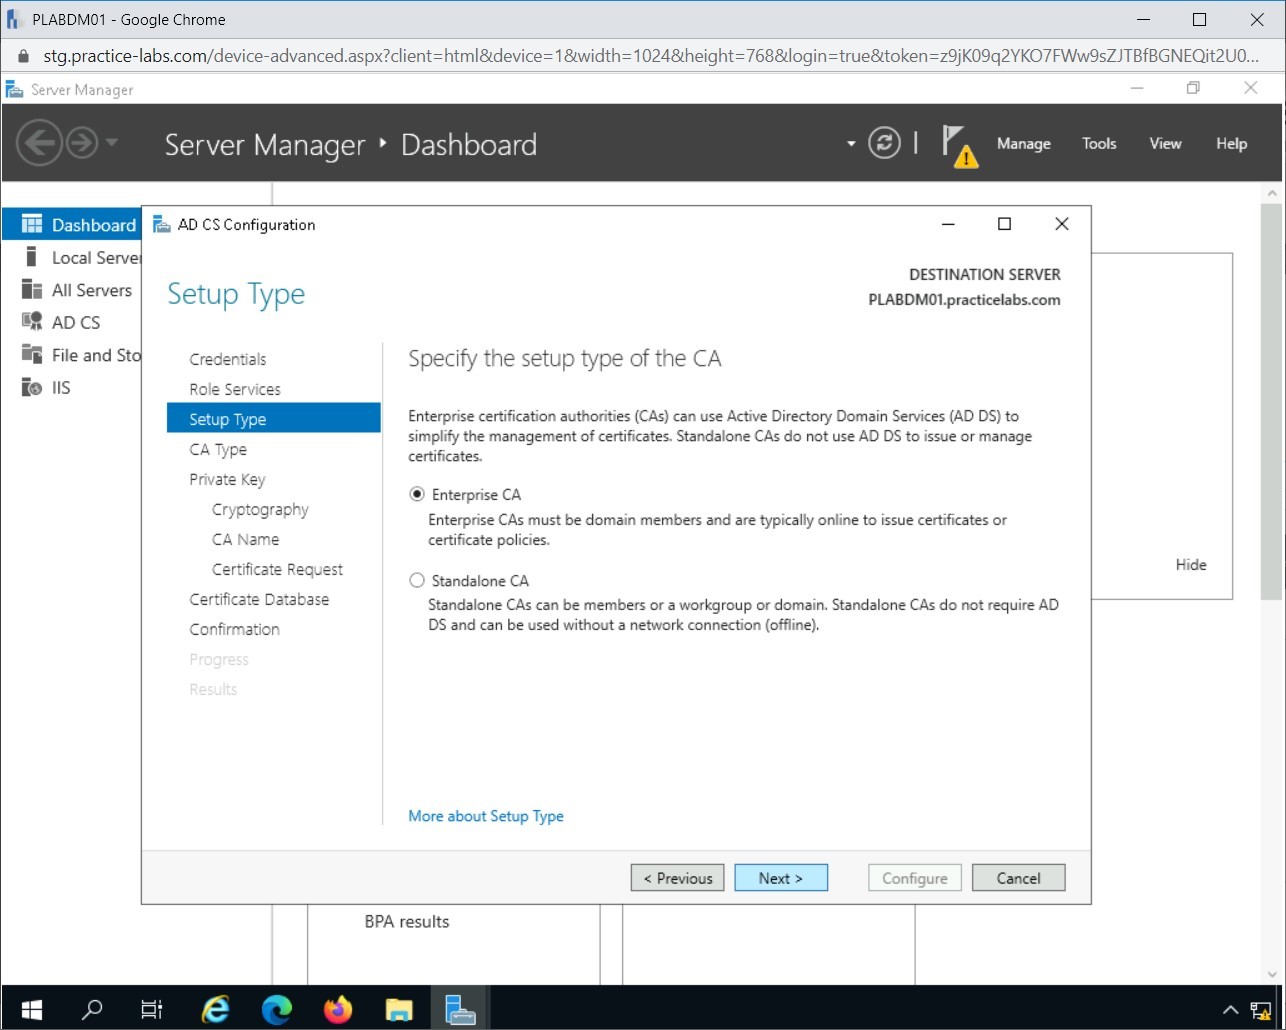 PLABDM01 - Google Chrome
stg.practice-labs.com/device-advanced.aspx?client=html&device=1&width=1024&height=768&login=true&token=z9jK09q2YKO7FWw9sZJTBfBGNEQit2U0...
Server Manager
Server Manager Dashboard
Manage Tools View Help
Dashboard
Local Server
All Servers
AD CS
File and Sto
IIS
AD CS Configuration
Setup Type
DESTINATION SERVER
PLABDM01.practicelabs.com
Credentials
Role Services
Setup Type
CA Type
Private Key
Cryptography
CA Name
Certificate Request
Certificate Database
Confirmation
Progress
Results
Specify the setup type of the CA
Enterprise certification authorities (CAs) can use Active Directory Domain Services (AD DS) to
simplify the management of certificates. Standalone CAs do not use AD DS to issue or manage
certificates.
Enterprise CA
Enterprise CAs must be domain members and are typically online to issue certificates or
certificate policies.
Standalone CA
Standalone CAs can be members or a workgroup or domain. Standalone CAs do not require AD
DS and can be used without a network connection (offline).
More about Setup Type
< Previous
Next >
Configure
Cancel
Hide
BPA results